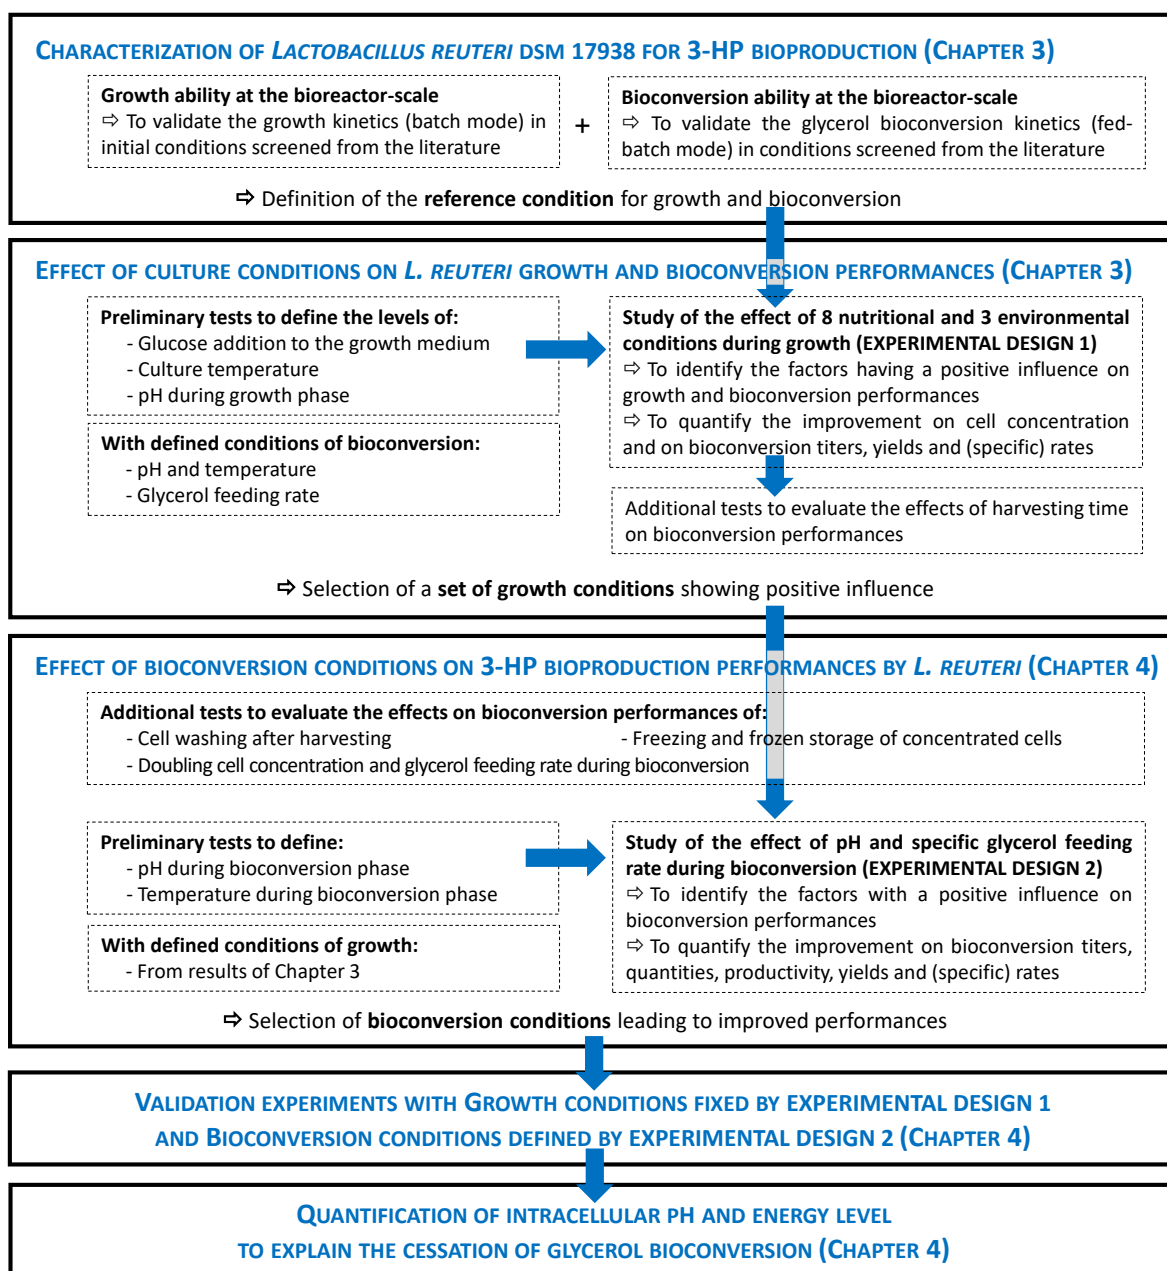 CHARACTERIZATION OF LACTOBACILLUS REUTERI DSM 17938 FOR 3-HP BIOPRODUCTION (CHAPTER 3)
Growth ability at the bioreactor-scale
⇨ To validate the growth kinetics (batch mode) in
initial conditions screened from the literature
+
Bioconversion ability at the bioreactor-scale
⇨ To validate the glycerol bioconversion kinetics (fed-
batch mode) in conditions screened from the literature
⇨ Definition of the reference condition for growth and bioconversion
EFFECT OF CULTURE CONDITIONS ON L. REUTERI GROWTH AND BIOCONVERSION PERFORMANCES (CHAPTER 3)
Preliminary tests to define the levels of:
- Glucose addition to the growth medium
- Culture temperature
- pH during growth phase
With defined conditions of bioconversion:
- pH and temperature
- Glycerol feeding rate
Study of the effect of 8 nutritional and 3 environmental
conditions during growth (EXPERIMENTAL DESIGN 1)
⇨ To identify the factors having a positive influence on
growth and bioconversion performances
⇨ To quantify the improvement on cell concentration
and on bioconversion titers, yields and (specific) rates
Additional tests to evaluate the effects of harvesting time
on bioconversion performances
⇨ Selection of a set of growth conditions showing positive influence
EFFECT OF BIOCONVERSION CONDITIONS ON 3-HP BIOPRODUCTION PERFORMANCES BY L. REUTERI (CHAPTER 4)
Additional tests to evaluate the effects on bioconversion performances of:
- Cell washing after harvesting - Freezing and frozen storage of concentrated cells
- Doubling cell concentration and glycerol feeding rate during bioconversion
Preliminary tests to define:
- pH during bioconversion phase
- Temperature during bioconversion phase
With defined conditions of growth:
- From results of Chapter 3
Study of the effect of pH and specific glycerol feeding
rate during bioconversion (EXPERIMENTAL DESIGN 2)
⇨ To identify the factors with a positive influence on
bioconversion performances
⇨ To quantify the improvement on bioconversion titers,
quantities, productivity, yields and (specific) rates
⇨ Selection of bioconversion conditions leading to improved performances
VALIDATION EXPERIMENTS WITH GROWTH CONDITIONS FIXED BY EXPERIMENTAL DESIGN 1
AND BIOCONVERSION CONDITIONS DEFINED BY EXPERIMENTAL DESIGN 2 (CHAPTER 4)
QUANTIFICATION OF INTRACELLULAR PH AND ENERGY LEVEL
TO EXPLAIN THE CESSATION OF GLYCEROL BIOCONVERSION (CHAPTER 4)